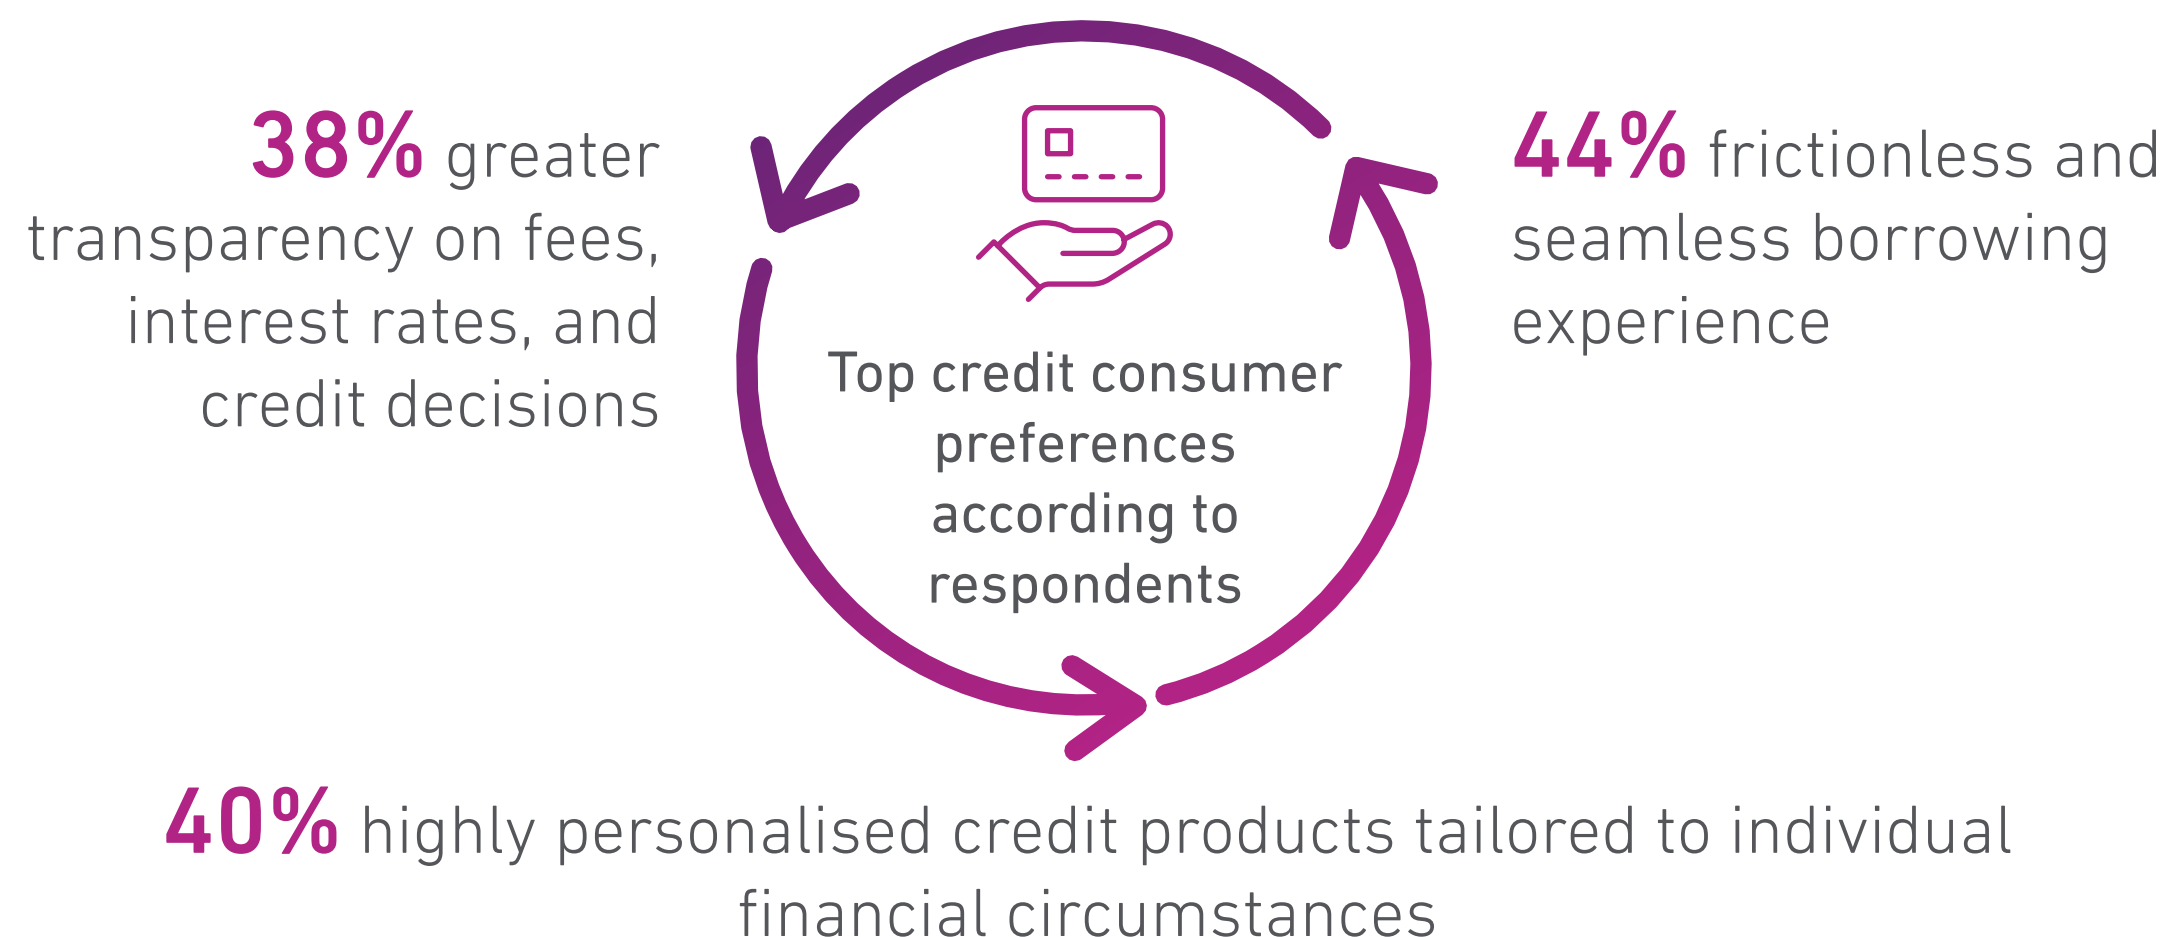 38% greater
transparency on fees,
interest rates, and
credit decisions
44% frictionless and
seamless borrowing
experience
Top credit consumer
preferences
according to
respondents
40% highly personalised credit products tailored to individual
financial circumstances